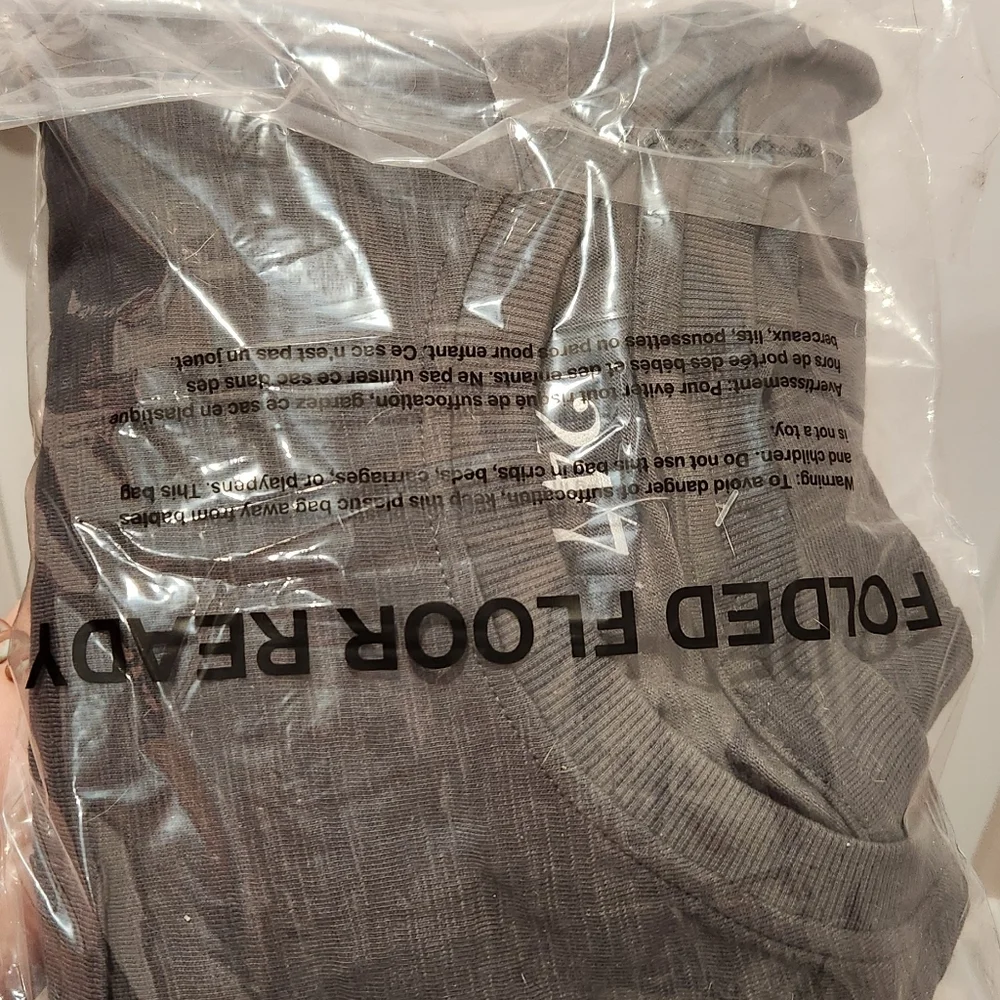 FOLDED FLOOR READY
Warning: To avoid danger of suffocation, keep this plastic bag away from babies
and children. Do not use this bag in cribs, beds, carriages, or playpens. This bag
is not a toy.
Avertissement: Pour éviter tout risque de suffocation, gardez ce sac en plastique
hors de portée des bébés et des enfants. Ne pas utiliser ce sac dans des
berceaux, lits, poussettes ou parcs pour enfant. Ce sac n'est pas un jouet.